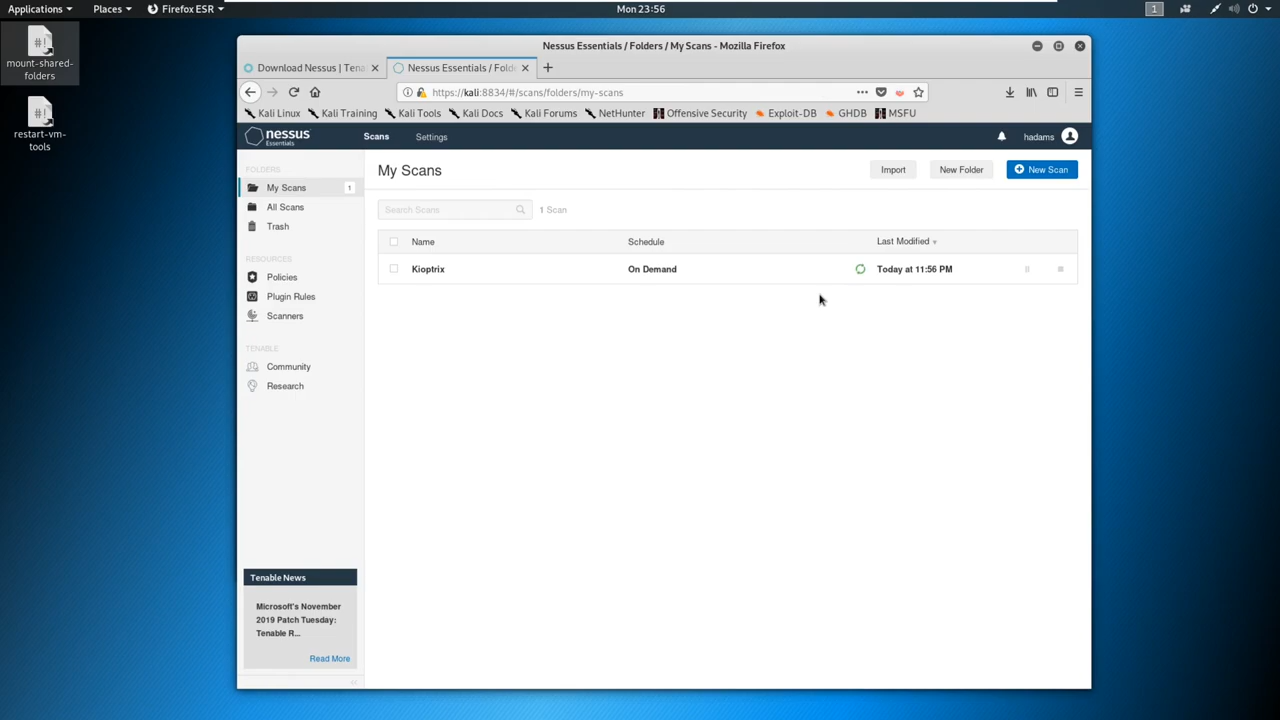 Applications
Places
Firefox ESR
Mon 23:56
1
#!
mount-shared-
folders
#!
restart-vm-
tools
Nessus Essentials / Folders / My Scans - Mozilla Firefox
Download Nessus | Tena
Nessus Essentials / Fold
https://kali:8834/#/scans/folders/my-scans
Kali Linux
Kali Training
Kali Tools
Kali Docs
Kali Forums
NetHunter
Offensive Security
Exploit-DB
GHDB
MSFU
nessus
Essentials
Scans
Settings
hadams
FOLDERS
My Scans
1
All Scans
Trash
RESOURCES
Policies
Plugin Rules
Scanners
TENABLE
Community
Research
Tenable News
Microsoft's November
2019 Patch Tuesday:
Tenable R...
Read More
My Scans
Import
New Folder
New Scan
Search Scans
1 Scan
Name
Schedule
Last Modified
Kioptrix
On Demand
Today at 11:56 PM